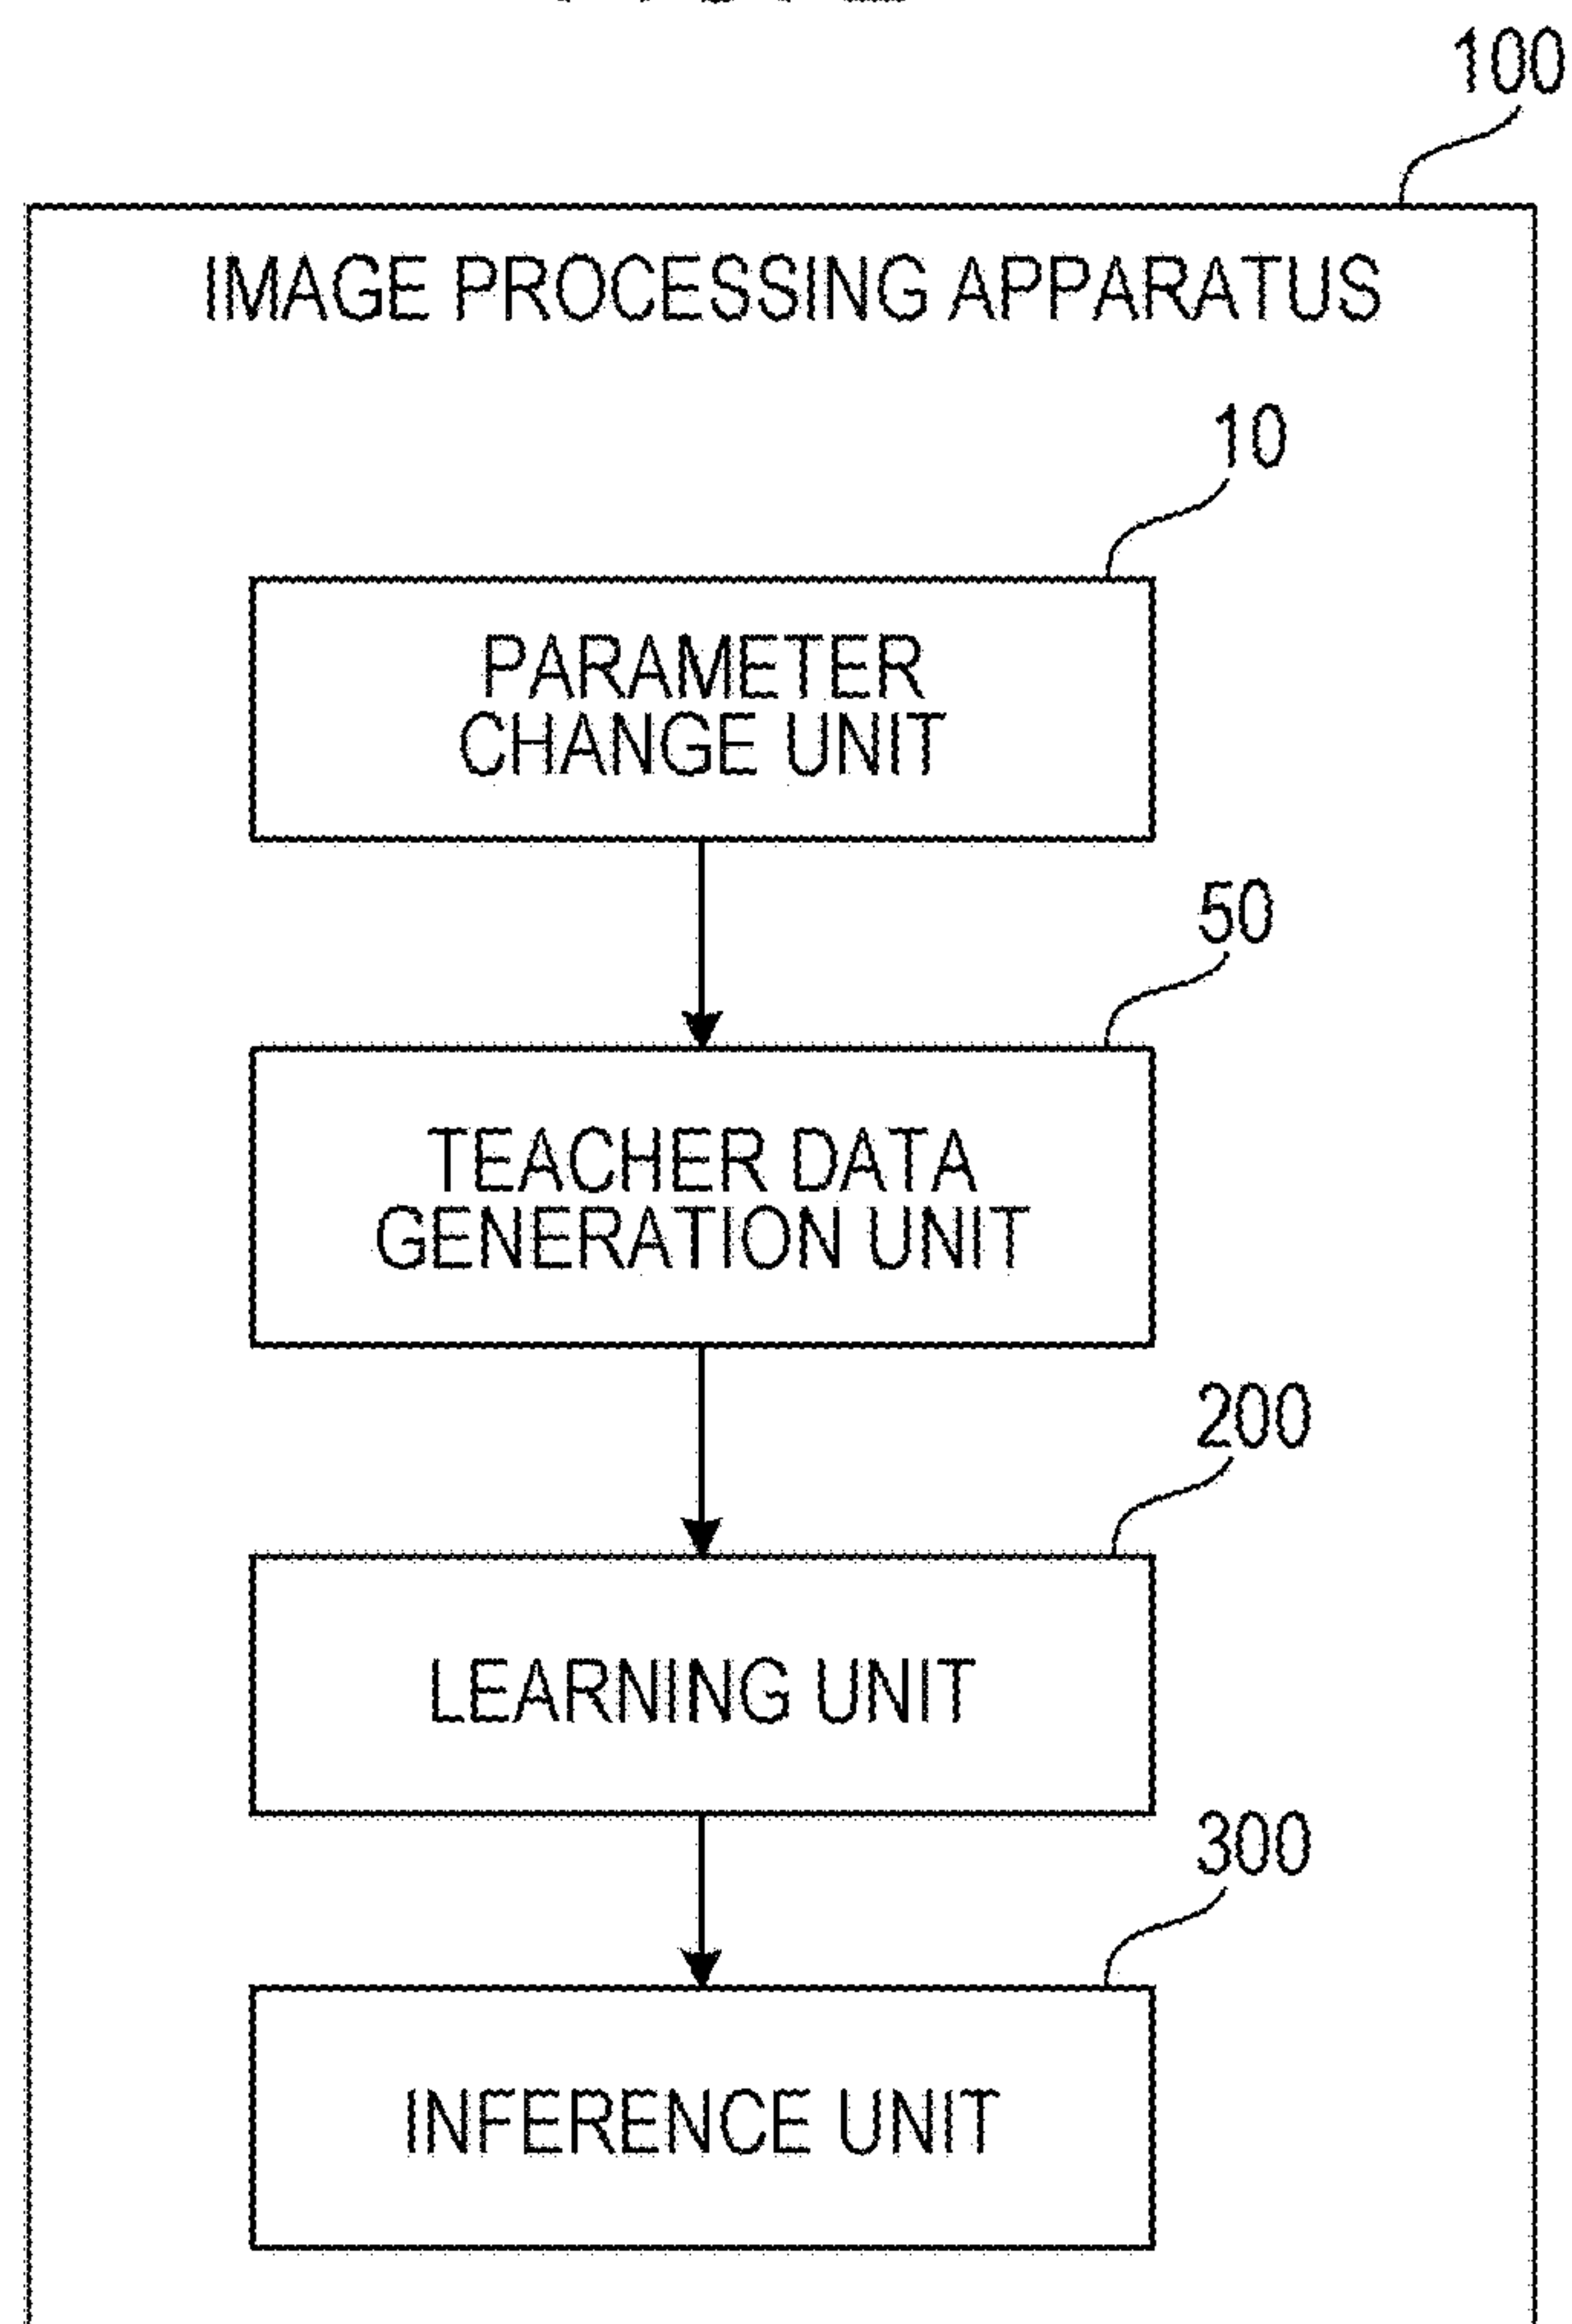 100
IMAGE PROCESSING APPARATUS
10
PARAMETER
CHANGE UNIT
50
TEACHER DATA
GENERATION UNIT
200
LEARNING UNIT
300
INFERENCE UNIT